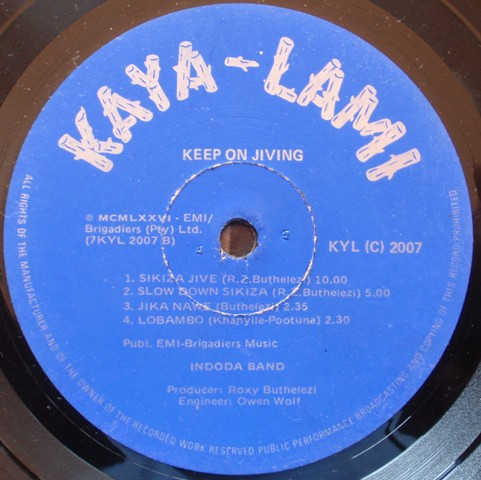 KAYA-LAMI
KEEP ON JIVING
℗ MCMLXXVI - EMI/
Brigadiers (Pty) Ltd.
(7KYL 2007 B)
KYL (C) 2007
1. SIKIZA JIVE (R.Z.Buthelezi) 10.00
2. SLOW DOWN SIKIZA (R.Z.Buthelezi) 5.00
3. JIKA NAWE (Buthelezi) 2.35
4. LOBAMBO (Khanyile-Pootune) 2.30
Publ. EMI-Brigadiers Music
INDODA BAND
Producer: Roxy Buthelezi
Engineer: Owen Wolf
ALL RIGHTS OF THE MANUFACTURER AND OF THE OWNER OF THE RECORDED WORK RESERVED PUBLIC PERFORMANCE BROADCASTING AND COPYING OF THIS RECORD PROHIBITED